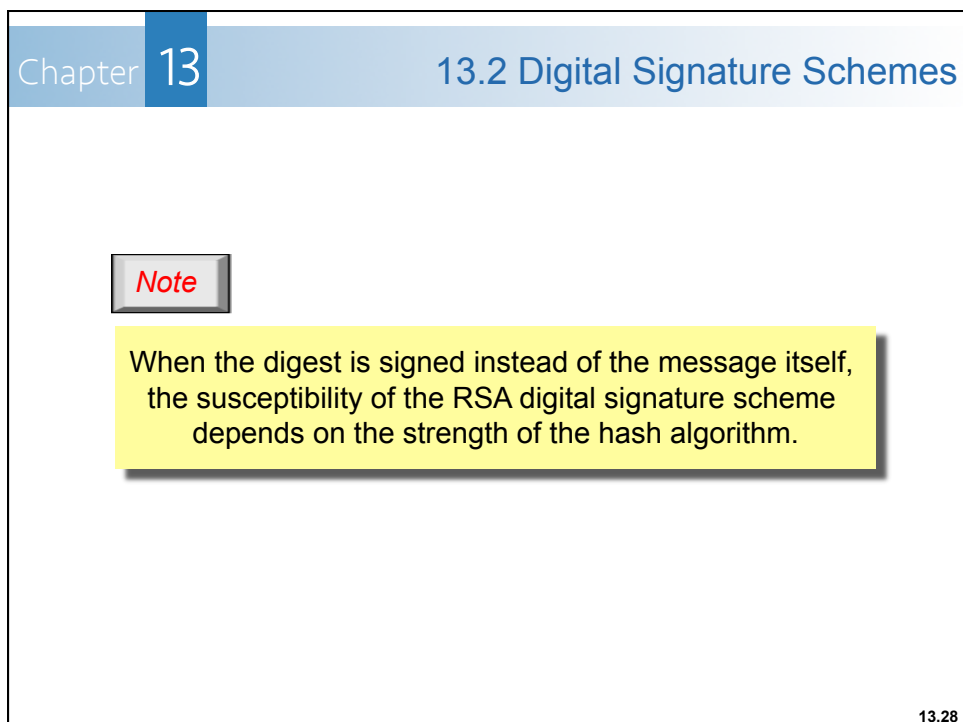 Chapter 13
13.2 Digital Signature Schemes
Note
When the digest is signed instead of the message itself,
the susceptibility of the RSA digital signature scheme
depends on the strength of the hash algorithm.
13.28